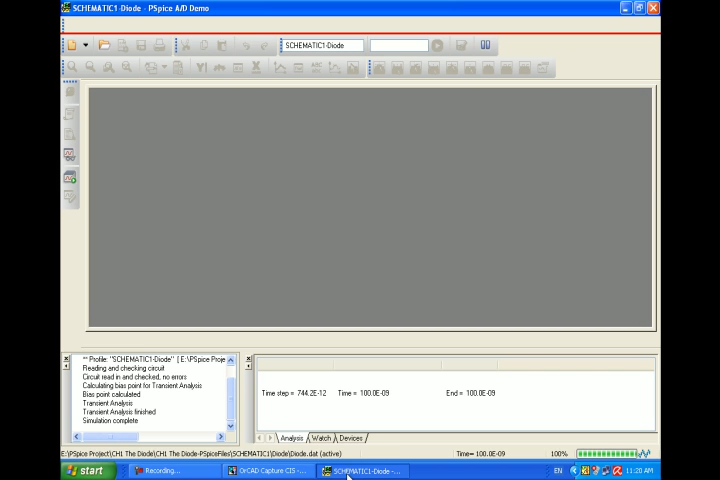 SCHEMATIC1-Diode - PSpice A/D Demo
SCHEMATIC1-Diode
** Profile: "SCHEMATIC1-Diode" [ E:\PSpice Proje
Reading and checking circuit
Circuit read in and checked, no errors
Calculating bias point for Transient Analysis
Bias point calculated
Transient Analysis
Transient Analysis finished
Simulation complete
Time step = 744.2E-12 Time = 100.0E-09 End = 100.0E-09
Analysis Watch Devices
E:\PSpice Project\CH1 The Diode\CH1 The Diode-PSpiceFiles\SCHEMATIC1\Diode\Diode.dat (active) Time= 100.0E-09 100%
start Recording... OrCAD Capture CIS -... SCHEMATIC1-Diode -... EN 11:20 AM